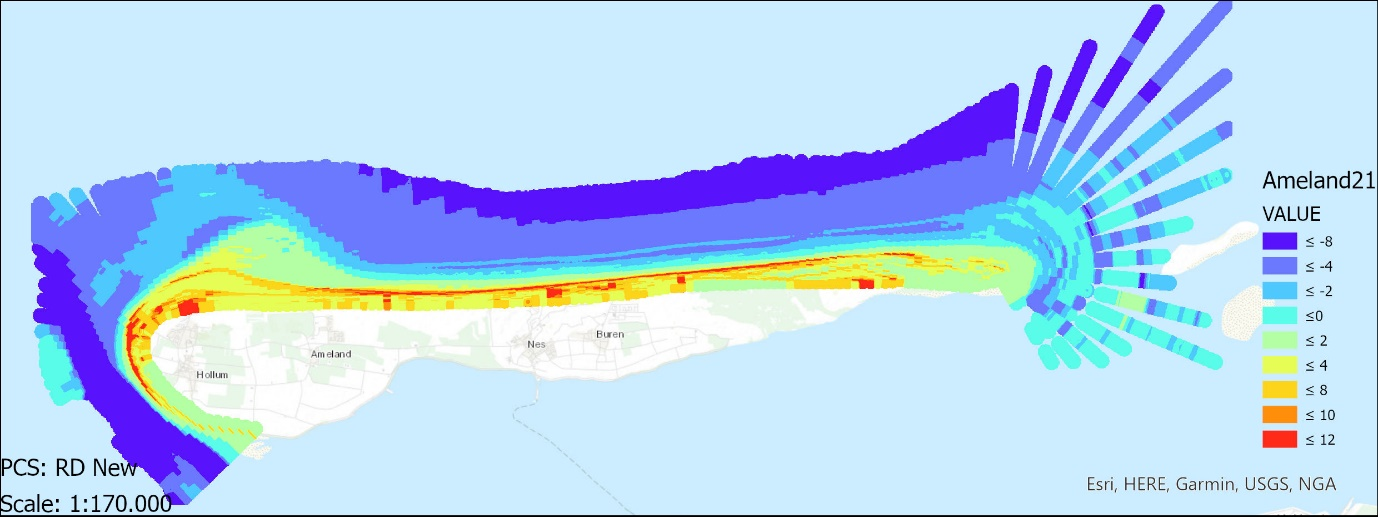 Ameland21
VALUE
≤ -8
≤ -4
≤ -2
≤0
≤ 2
≤ 4
≤ 8
≤ 10
≤ 12
Buren
Nes
Ameland
Hollum
PCS: RD New
Scale: 1:170.000
Esri, HERE, Garmin, USGS, NGA